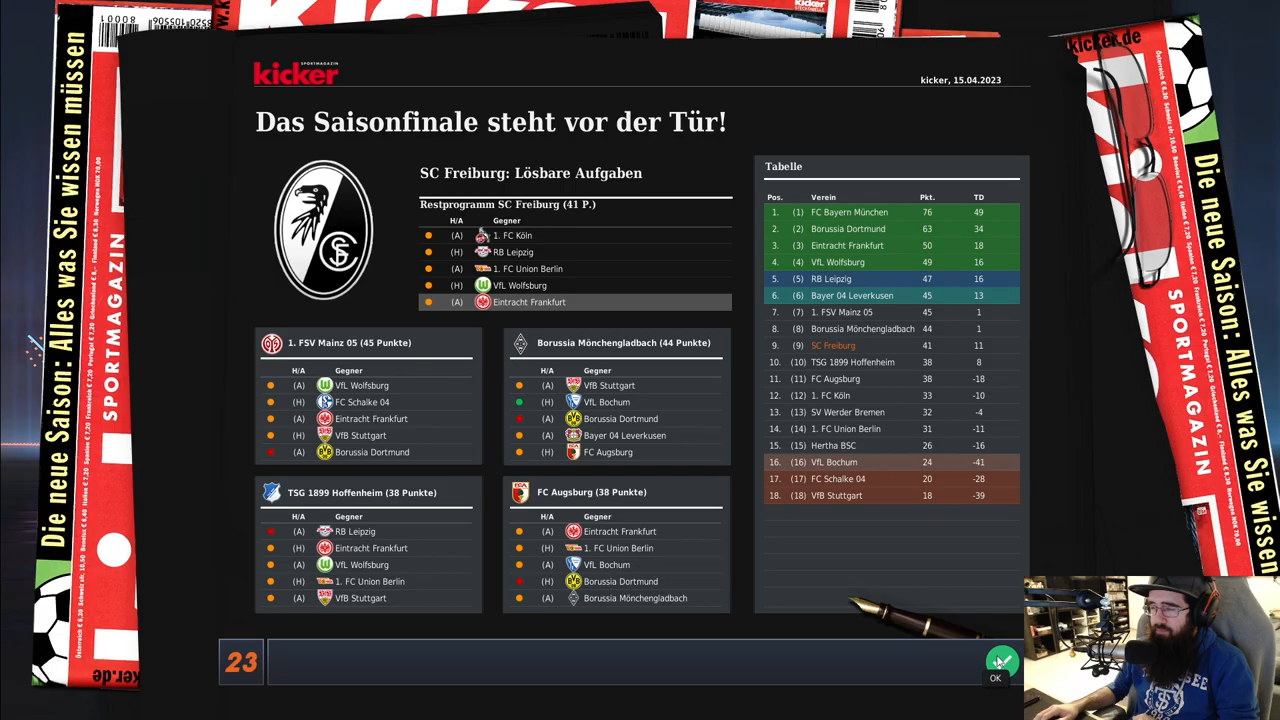 kicker
SPORTMAGAZIN
kicker, 15.04.2023
Das Saisonfinale steht vor der Tür!
SC Freiburg: Lösbare Aufgaben
Restprogramm SC Freiburg (41 P.)
H/A Gegner
(A) 1. FC Köln
(H) RB Leipzig
(A) 1. FC Union Berlin
(H) VfL Wolfsburg
(A) Eintracht Frankfurt
1. FSV Mainz 05 (45 Punkte)
H/A Gegner
(A) VfL Wolfsburg
(H) FC Schalke 04
(A) Eintracht Frankfurt
(H) VfB Stuttgart
(A) Borussia Dortmund
Borussia Mönchengladbach (44 Punkte)
H/A Gegner
(A) VfB Stuttgart
(H) VfL Bochum
(A) Borussia Dortmund
(A) Bayer 04 Leverkusen
(H) FC Augsburg
TSG 1899 Hoffenheim (38 Punkte)
H/A Gegner
(A) RB Leipzig
(H) Eintracht Frankfurt
(A) VfL Wolfsburg
(H) 1. FC Union Berlin
(A) VfB Stuttgart
FC Augsburg (38 Punkte)
H/A Gegner
(A) Eintracht Frankfurt
(H) 1. FC Union Berlin
(A) VfL Bochum
(H) Borussia Dortmund
(A) Borussia Mönchengladbach
Tabelle
Pos. Verein Pkt. TD
1. (1) FC Bayern München 76 49
2. (2) Borussia Dortmund 63 34
3. (3) Eintracht Frankfurt 50 18
4. (4) VfL Wolfsburg 49 16
5. (5) RB Leipzig 47 16
6. (6) Bayer 04 Leverkusen 45 13
7. (7) 1. FSV Mainz 05 45 1
8. (8) Borussia Mönchengladbach 44 1
9. (9) SC Freiburg 41 11
10. (10) TSG 1899 Hoffenheim 38 8
11. (11) FC Augsburg 38 -18
12. (12) 1. FC Köln 33 -10
13. (13) SV Werder Bremen 32 -4
14. (14) 1. FC Union Berlin 31 -11
15. (15) Hertha BSC 26 -16
16. (16) VfL Bochum 24 -41
17. (17) FC Schalke 04 20 -28
18. (18) VfB Stuttgart 18 -39
23
OK
Die neue Saison: Alles was Sie wissen müssen
SPORTMAGAZIN
kicker.de
SPORTMAGAZIN
Die neue Saison: Alles was Sie wissen